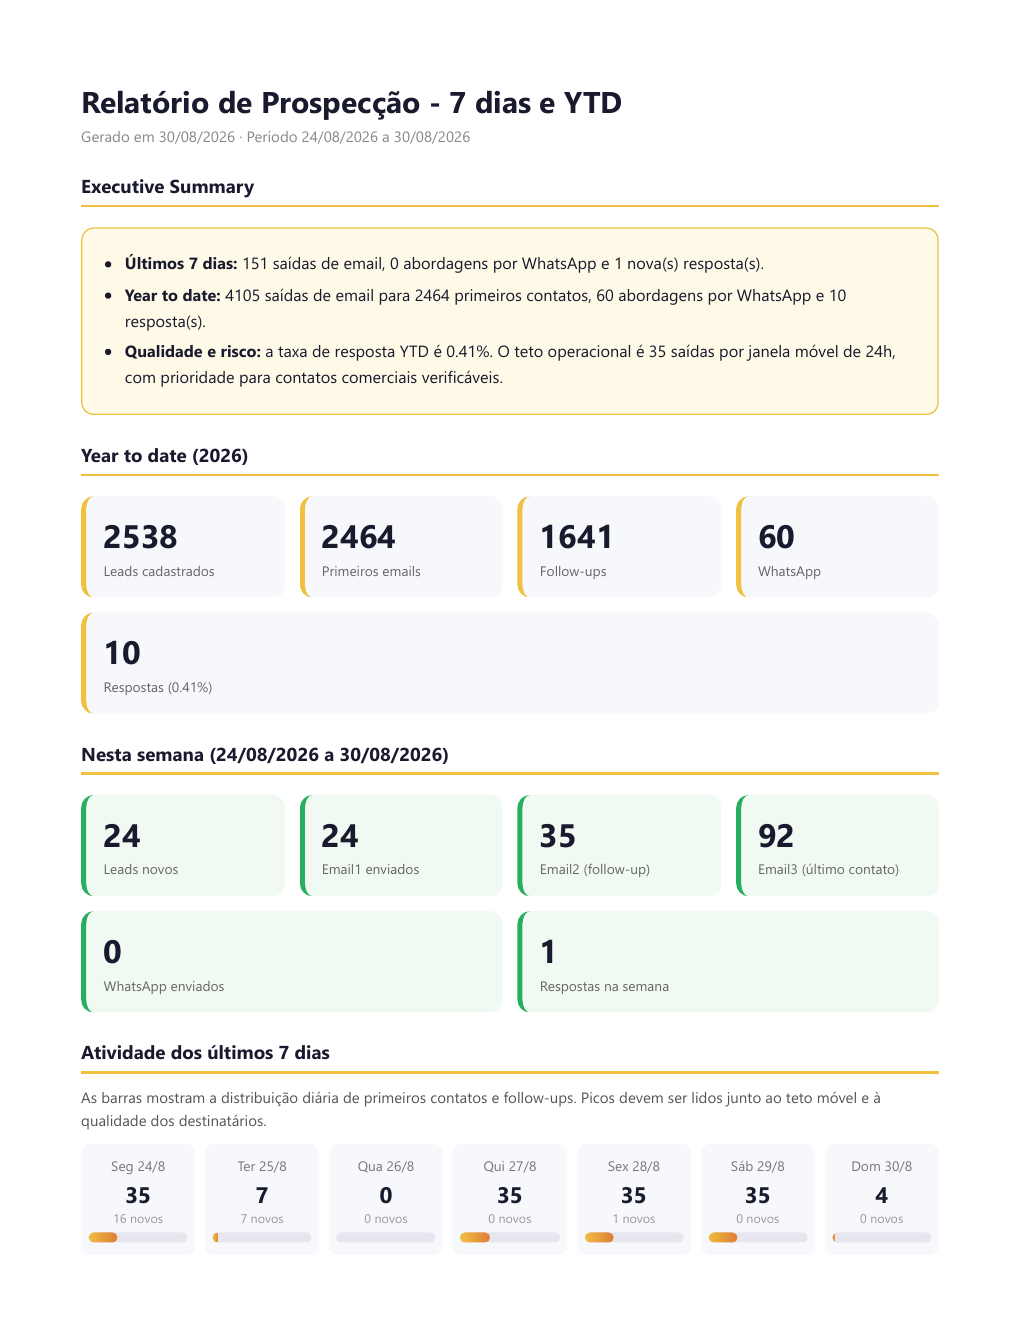 Relatório de Prospecção - 7 dias e YTD
Gerado em 30/08/2026 · Período 24/08/2026 a 30/08/2026
Executive Summary
• Últimos 7 dias: 151 saídas de email, 0 abordagens por WhatsApp e 1 nova(s) resposta(s).
• Year to date: 4105 saídas de email para 2464 primeiros contatos, 60 abordagens por WhatsApp e 10
resposta(s).
• Qualidade e risco: a taxa de resposta YTD é 0.41%. O teto operacional é 35 saídas por janela móvel de 24h,
com prioridade para contatos comerciais verificáveis.
Year to date (2026)
2538
Leads cadastrados
2464
Primeiros emails
1641
Follow-ups
60
WhatsApp
10
Respostas (0.41%)
Nesta semana (24/08/2026 a 30/08/2026)
24
Leads novos
24
Email1 enviados
35
Email2 (follow-up)
92
Email3 (último contato)
0
WhatsApp enviados
1
Respostas na semana
Atividade dos últimos 7 dias
As barras mostram a distribuição diária de primeiros contatos e follow-ups. Picos devem ser lidos junto ao teto móvel e à
qualidade dos destinatários.
Seg 24/8
35
16 novos
Ter 25/8
7
7 novos
Qua 26/8
0
0 novos
Qui 27/8
35
0 novos
Sex 28/8
35
1 novos
Sáb 29/8
35
0 novos
Dom 30/8
4
0 novos